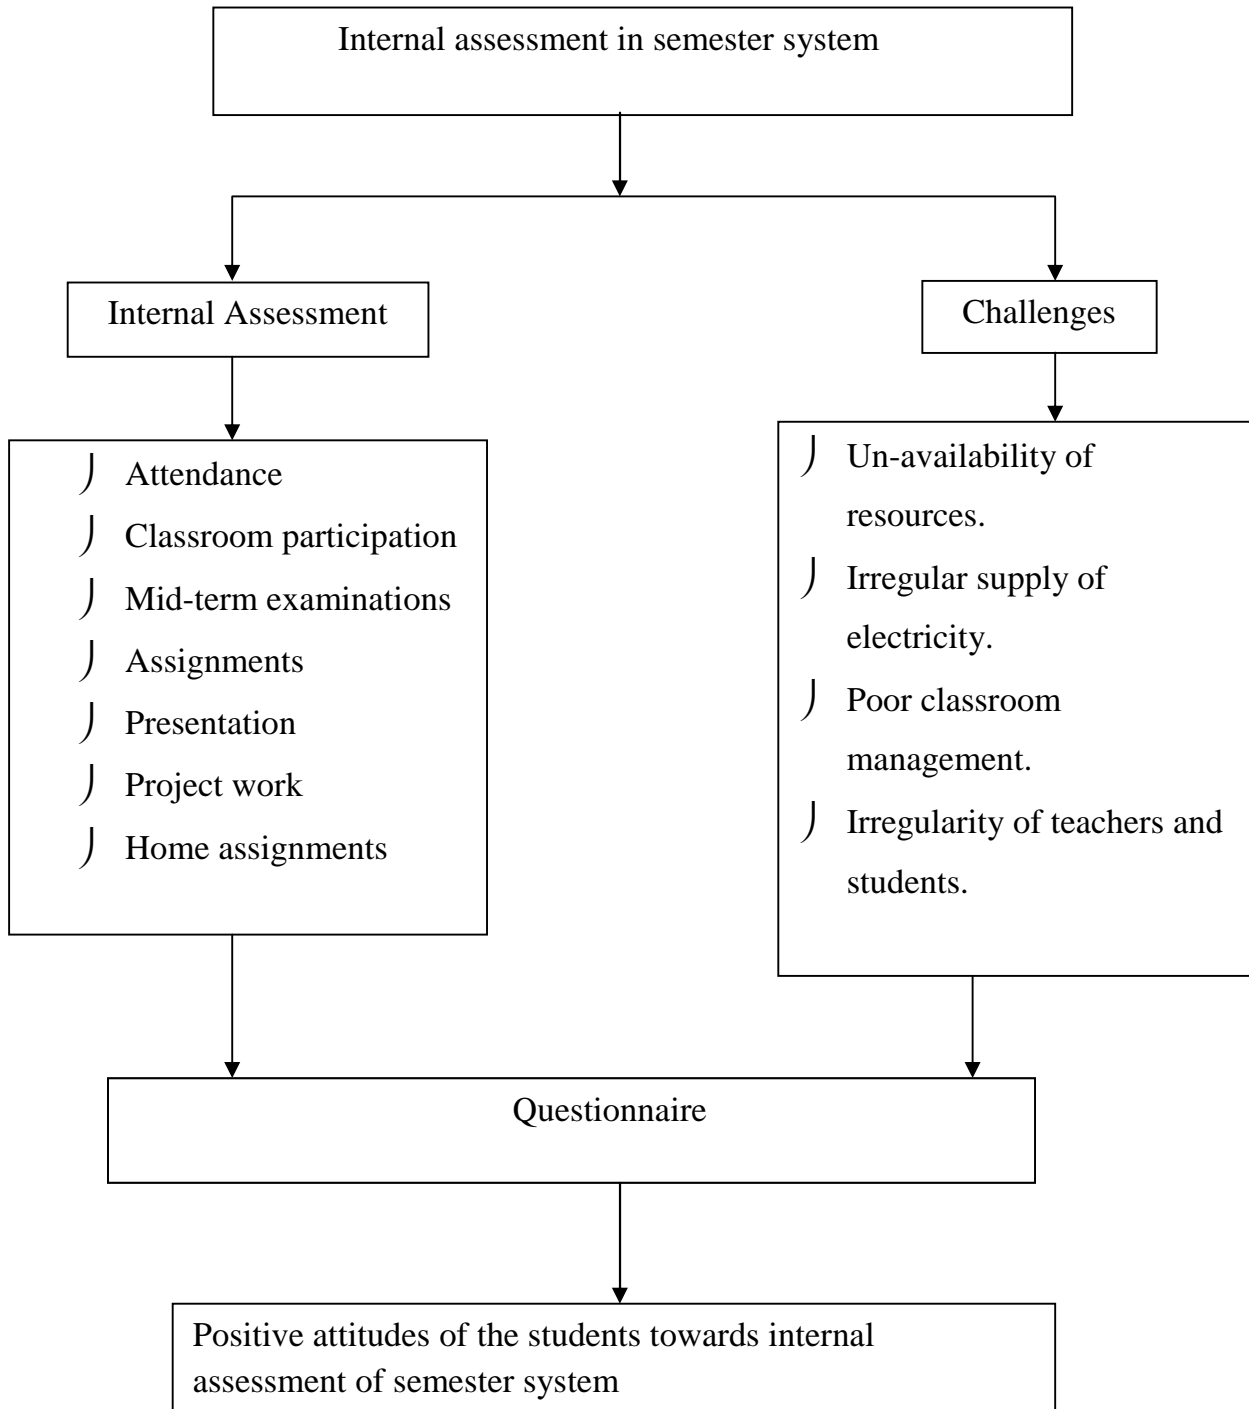 Internal assessment in semester system
Internal Assessment
Challenges
Attendance
Classroom participation
Mid-term examinations
Assignments
Presentation
Project work
Home assignments
Un-availability of
resources.
Irregular supply of
electricity.
Poor classroom
management.
Irregularity of teachers and
students.
Questionnaire
Positive attitudes of the students towards internal
assessment of semester system